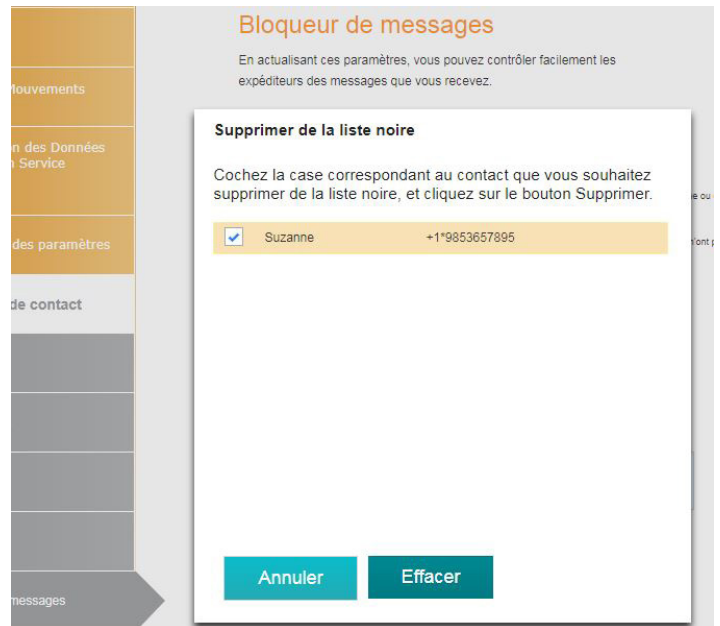 Bloqueur de messages
En actualisant ces paramètres, vous pouvez contrôler facilement les
expéditeurs des messages que vous recevez.
Mouvements
des Données
Service
des paramètres
de contact
messages
Supprimer de la liste noire
Cochez la case correspondant au contact que vous souhaitez
supprimer de la liste noire, et cliquez sur le bouton Supprimer.
Suzanne +1*9853657895
ou
n'ont
Annuler Effacer